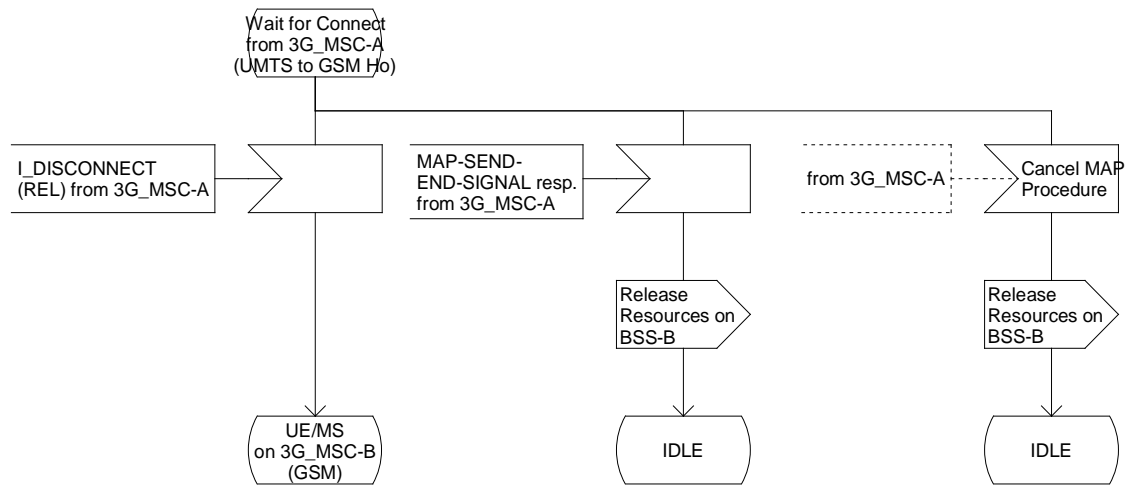 Wait for Connect
from 3G_MSC-A
(UMTS to GSM Ho)
I_DISCONNECT
(REL) from 3G_MSC-A
MAP-SEND-
END-SIGNAL resp.
from 3G_MSC-A
from 3G_MSC-A
Cancel MAP
Procedure
Release
Resources on
BSS-B
Release
Resources on
BSS-B
UE/MS
on 3G_MSC-B
(GSM)
IDLE
IDLE